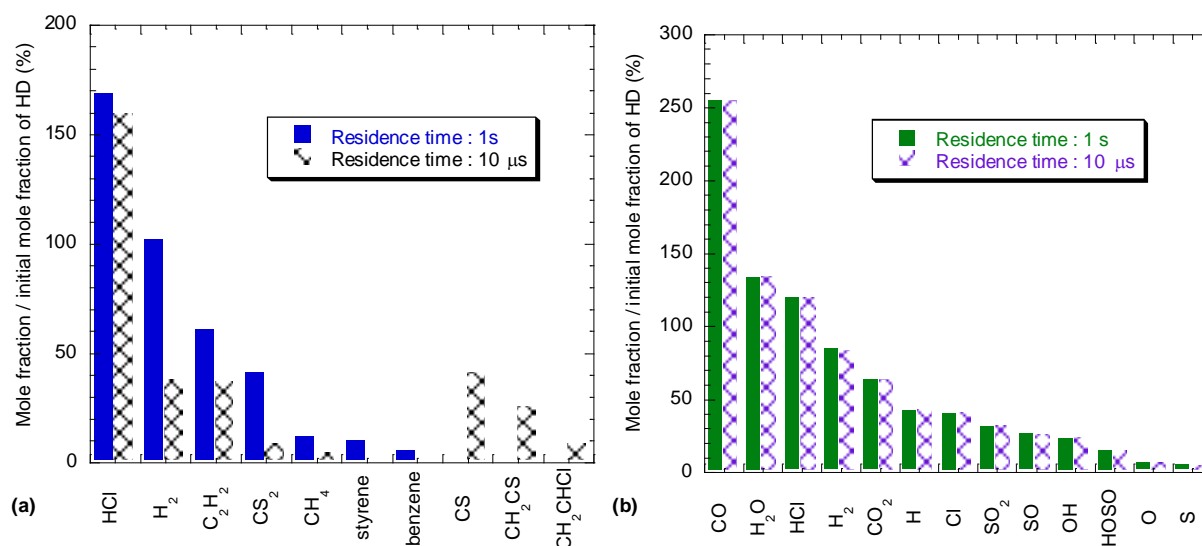 Mole fraction / initial mole fraction of HD (%)
200
150
100
50
0
Residence time : 1s
Residence time : 10 μs
HCl
H2
C2H2
CS2
CH4
styrene
benzene
CS
CH2CS
CH2CHCl
(a)
Mole fraction / initial mole fraction of HD (%)
300
250
200
150
100
50
0
Residence time : 1 s
Residence time : 10 μs
CO
H2O
HCl
H2
CO2
H
Cl
SO2
SO
OH
HOSO
O
S
(b)